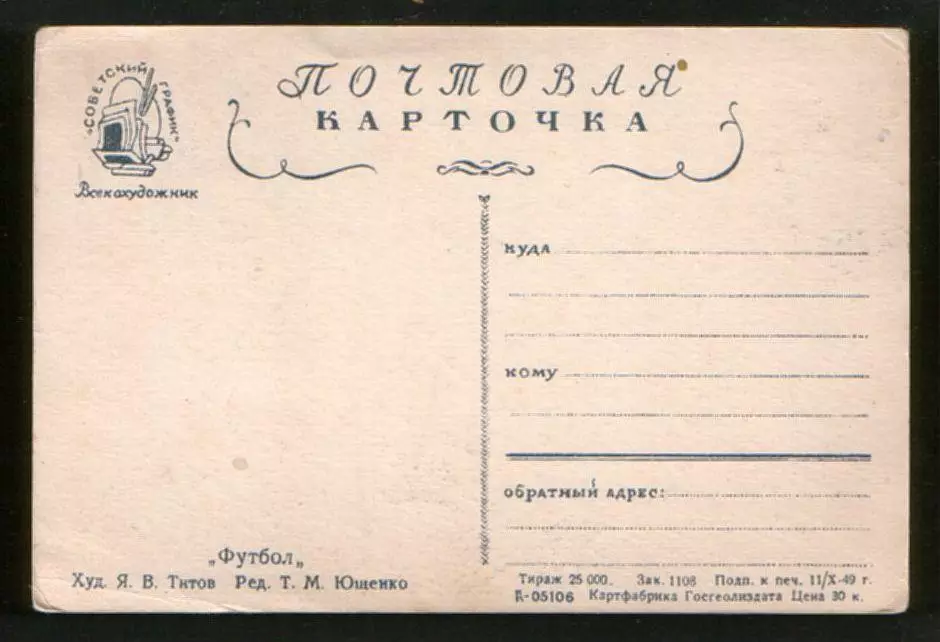 ПОЧТОВАЯ
КАРТОЧКА
„СОВЕТСКИЙ ГРАФИК"
Всекохудожник
КУДА
КОМУ
ОБРАТНЫЙ АДРЕС:
„Футбол„
Худ. Я. В. Титов Ред. Т. М. Ющенко
Тираж 25 000. Зак. 1108 Подп. к печ. 11/X-49 г.
Д-05106 Картфабрика Госгеолиздата Цена 30 к.